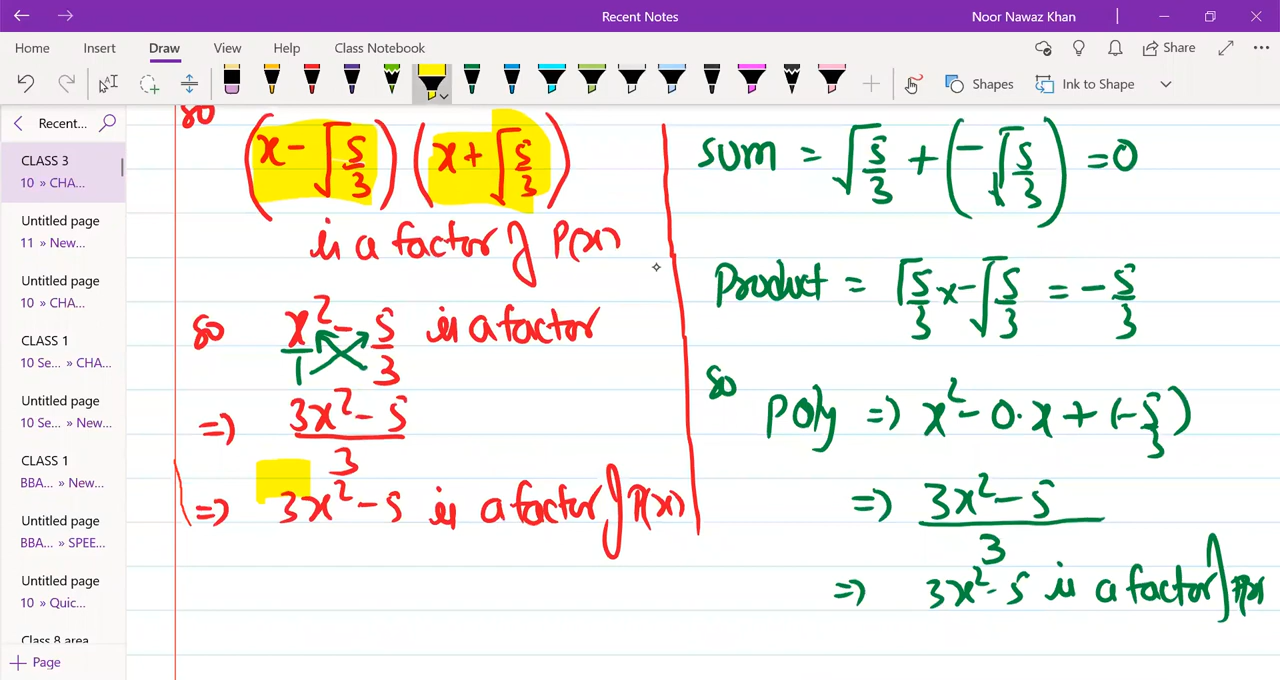 Recent Notes
Noor Nawaz Khan
Home Insert Draw View Help Class Notebook
Share
Shapes
Ink to Shape
Recent...
CLASS 3
10 » CHA...
Untitled page
11 » New...
Untitled page
10 » CHA...
CLASS 1
10 Se... » CHA...
Untitled page
10 Se... » New...
CLASS 1
BBA... » New...
Untitled page
BBA... » SPEE...
Untitled page
10 » Quic...
Class 8 area
+ Page
so
(x - √5/3) (x + √5/3)
is a factor of P(x)
so x² - 5/3 is a factor
1
=) 3x² - 5 / 3
=) 3x² - 5 is a factor of P(x)
sum = √5/3 + (-√5/3) = 0
Product = √5/3 x -√5/3 = -5/3
so
Poly =) x² - 0·x + (-5/3)
=) 3x² - 5 / 3
=) 3x² - 5 is a factor of P(x)